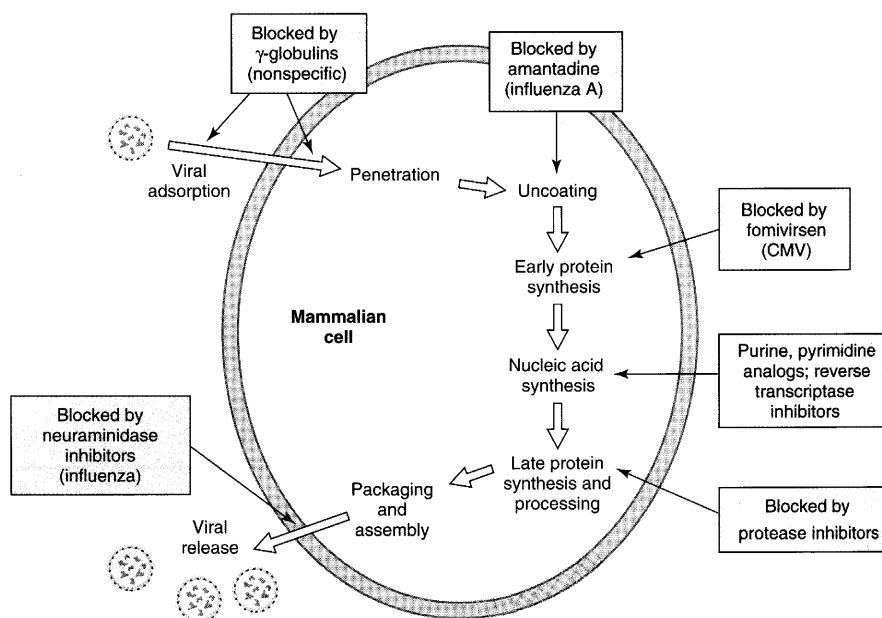 Blocked by
γ-globulins
(nonspecific)
Blocked by
amantadine
(influenza A)
Viral
adsorption
Penetration
Uncoating
Blocked by
fomivirsen
(CMV)
Early protein
synthesis
Mammalian
cell
Nucleic acid
synthesis
Purine, pyrimidine
analogs; reverse
transcriptase
inhibitors
Blocked by
neuraminidase
inhibitors
(influenza)
Late protein
synthesis and
processing
Packaging
and
assembly
Blocked by
protease inhibitors
Viral
release